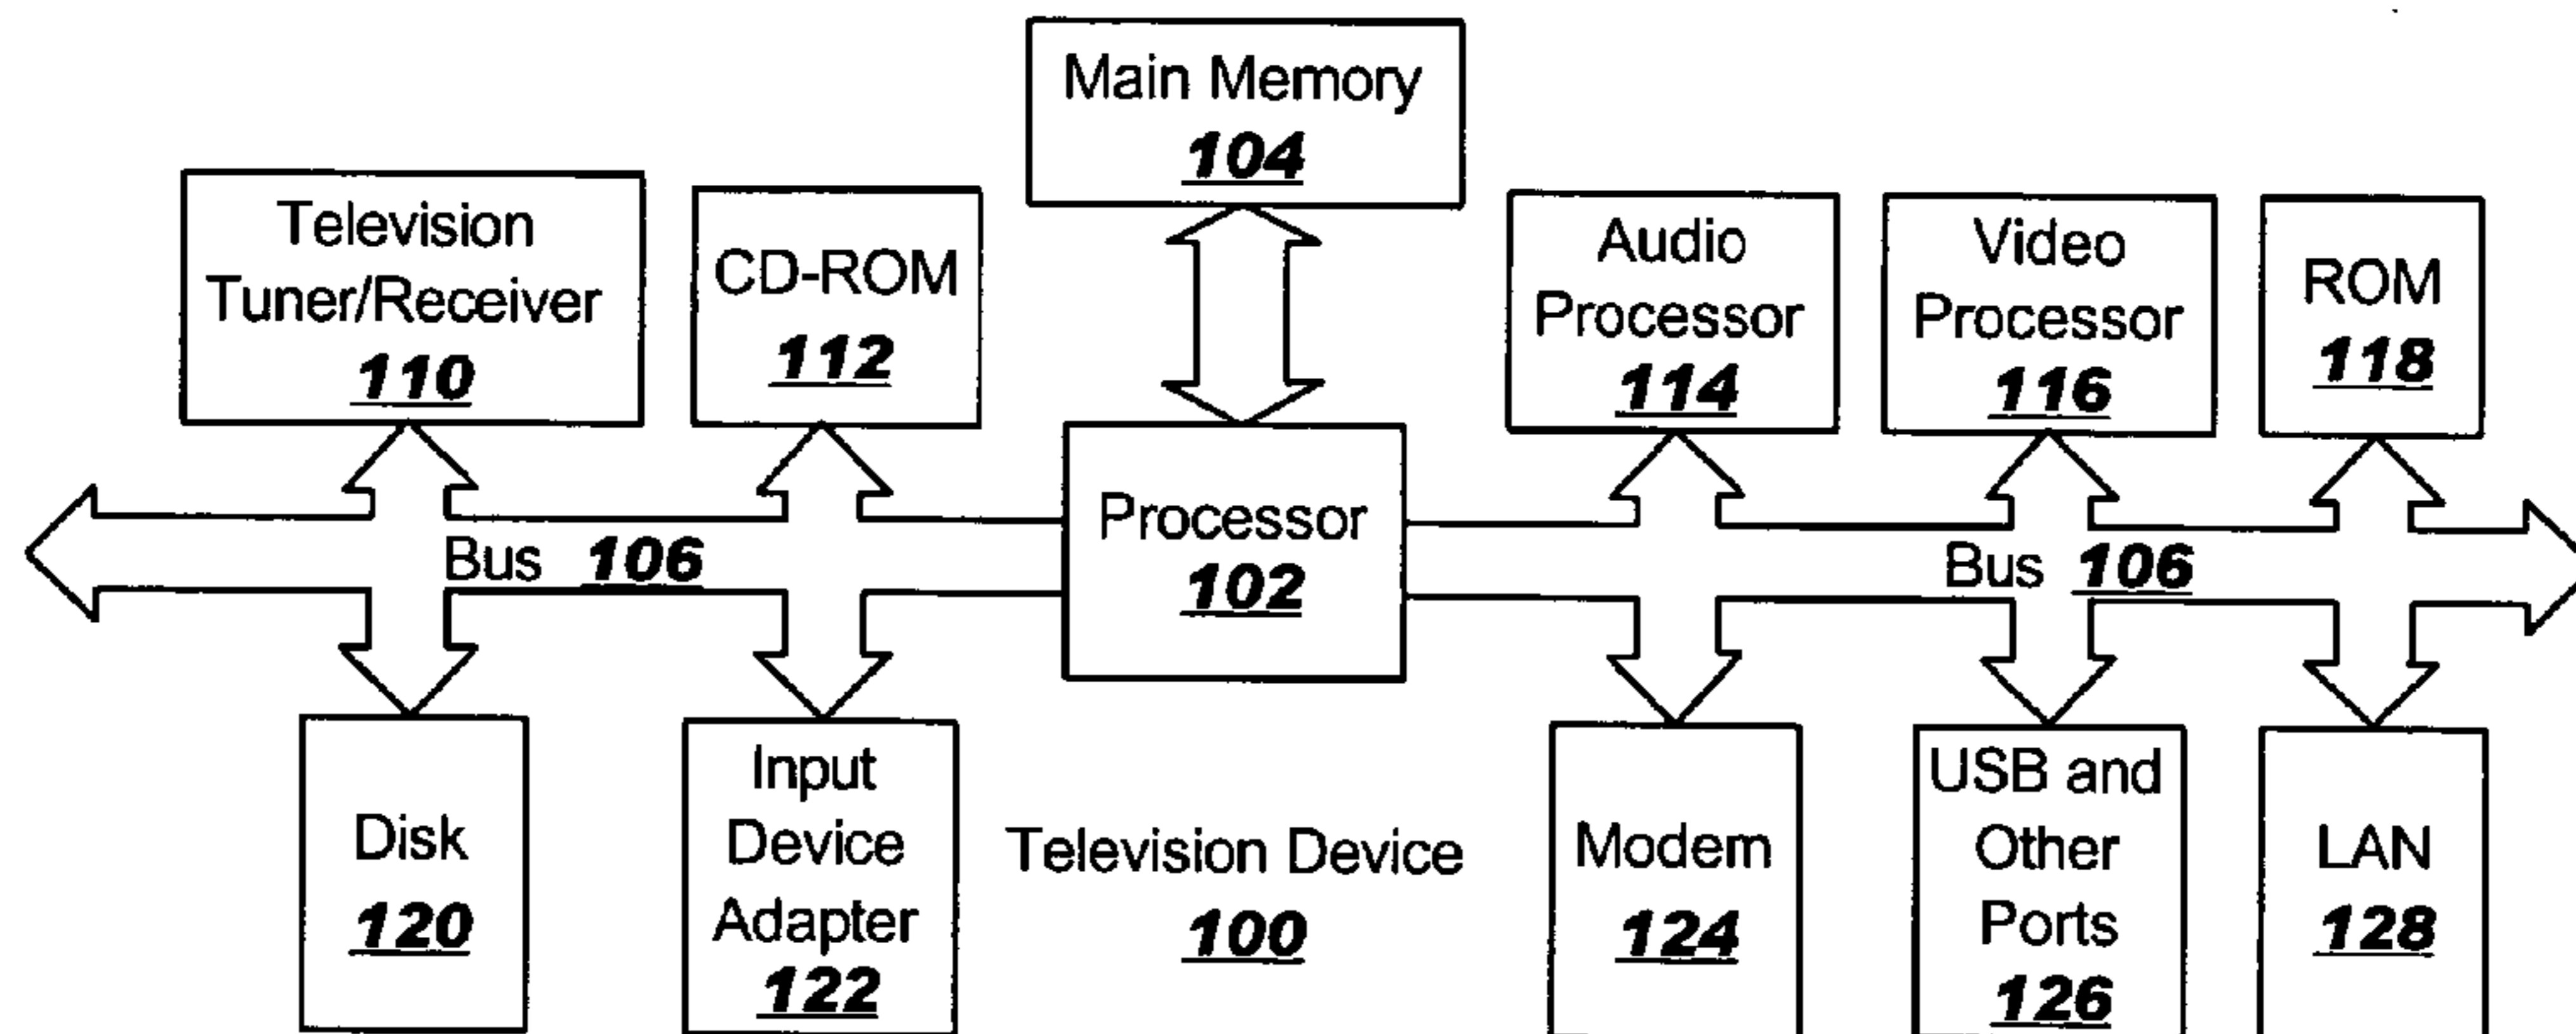 Main Memory
104
Television
Tuner/Receiver
110
CD-ROM
112
Audio
Processor
114
Video
Processor
116
ROM
118
Bus 106
Processor
102
Bus 106
Disk
120
Input
Device
Adapter
122
Television Device
100
Modem
124
USB and
Other
Ports
126
LAN
128